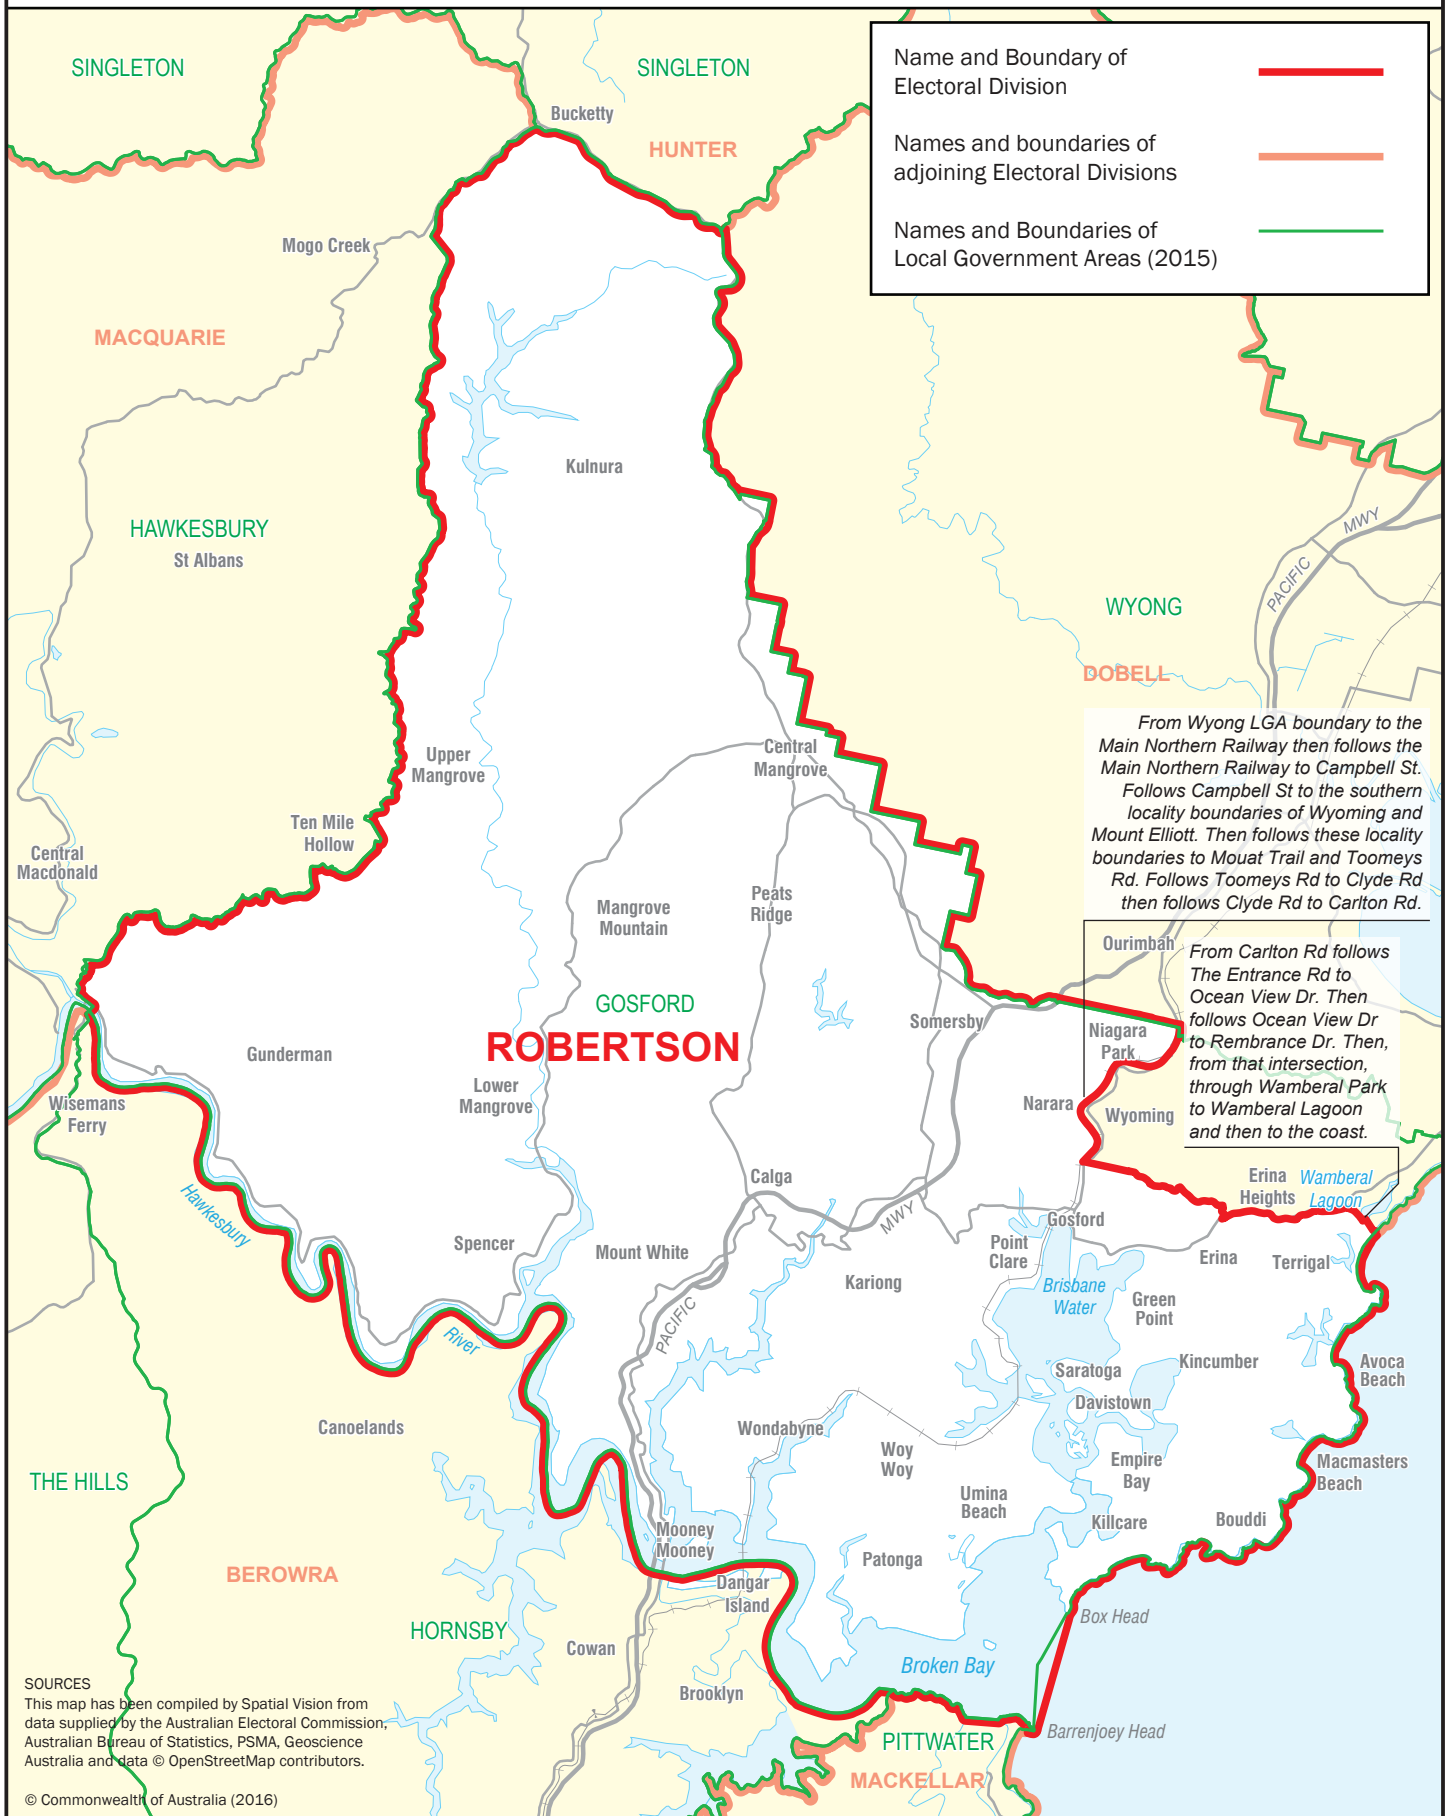 SINGLETON
SINGLETON
Name and Boundary of
Electoral Division
Names and boundaries of
adjoining Electoral Divisions
Names and Boundaries of
Local Government Areas (2015)
Bucketty
HUNTER
Mogo Creek
MACQUARIE
Kulnura
HAWKESBURY
St Albans
PACIFIC
MWY
WYONG
DOBELL
From Wyong LGA boundary to the
Main Northern Railway then follows the
Main Northern Railway to Campbell St.
Follows Campbell St to the southern
locality boundaries of Wyoming and
Mount Elliott. Then follows these locality
boundaries to Mouat Trail and Toomeys
Rd. Follows Toomeys Rd to Clyde Rd
then follows Clyde Rd to Carlton Rd.
Upper
Mangrove
Central
Mangrove
Ten Mile
Hollow
Central
Macdonald
Mangrove
Mountain
Peats
Ridge
Ourimbah
From Carlton Rd follows
The Entrance Rd to
Ocean View Dr. Then
follows Ocean View Dr
to Rembrance Dr. Then,
from that intersection,
through Wamberal Park
to Wamberal Lagoon
and then to the coast.
GOSFORD
ROBERTSON
Somersby
Niagara
Park
Gunderman
Lower
Mangrove
Wisemans
Ferry
Narara
Wyoming
Calga
Erina
Heights
Wamberal
Lagoon
Hawkesbury
River
Spencer
Mount White
MWY
PACIFIC
Gosford
Point
Clare
Kariong
Brisbane
Water
Erina
Terrigal
Green
Point
Saratoga
Kincumber
Avoca
Beach
Davistown
Canoelands
Wondabyne
Woy
Woy
Empire
Bay
Macmasters
Beach
THE HILLS
Umina
Beach
Killcare
Bouddi
Mooney
Mooney
Patonga
BEROWRA
Dangar
Island
Box Head
HORNSBY
Cowan
Broken Bay
Brooklyn
Barrenjoey Head
PITTWATER
MACKELLAR
SOURCES
This map has been compiled by Spatial Vision from
data supplied by the Australian Electoral Commission,
Australian Bureau of Statistics, PSMA, Geoscience
Australia and data © OpenStreetMap contributors.
© Commonwealth of Australia (2016)